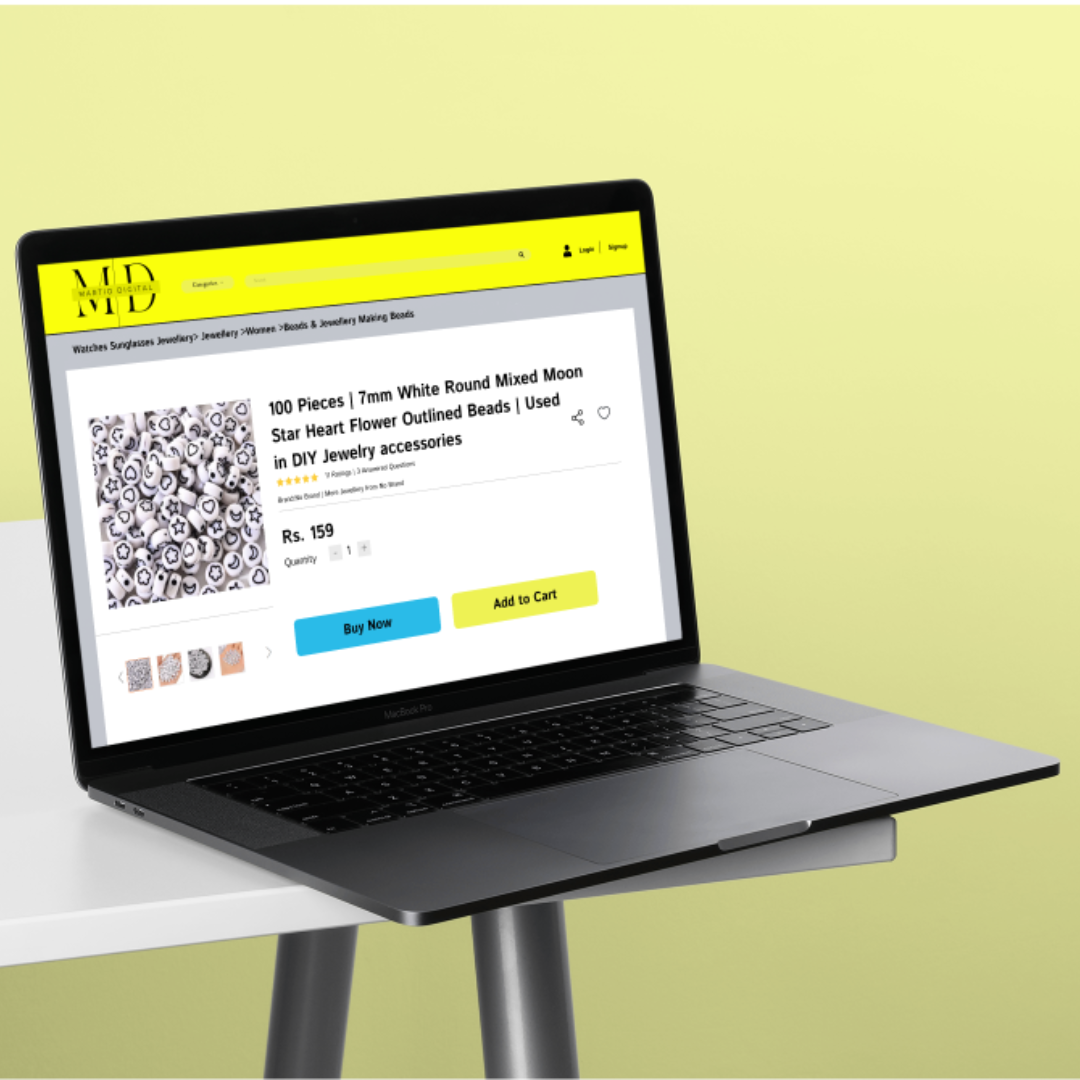 MD
MARTIO DIGITAL
Categories
Login | Signup
Watches Sunglasses Jewellery> Jewellery >Women >Beads & Jewellery Making Beads
100 Pieces | 7mm White Round Mixed Moon
Star Heart Flower Outlined Beads | Used
in DIY Jewelry accessories
11 Ratings | 3 Answered Questions
Brand:No Brand | More Jewellery from No Brand
Rs. 159
Quantity - 1 +
Buy Now
Add to Cart
MacBook Pro